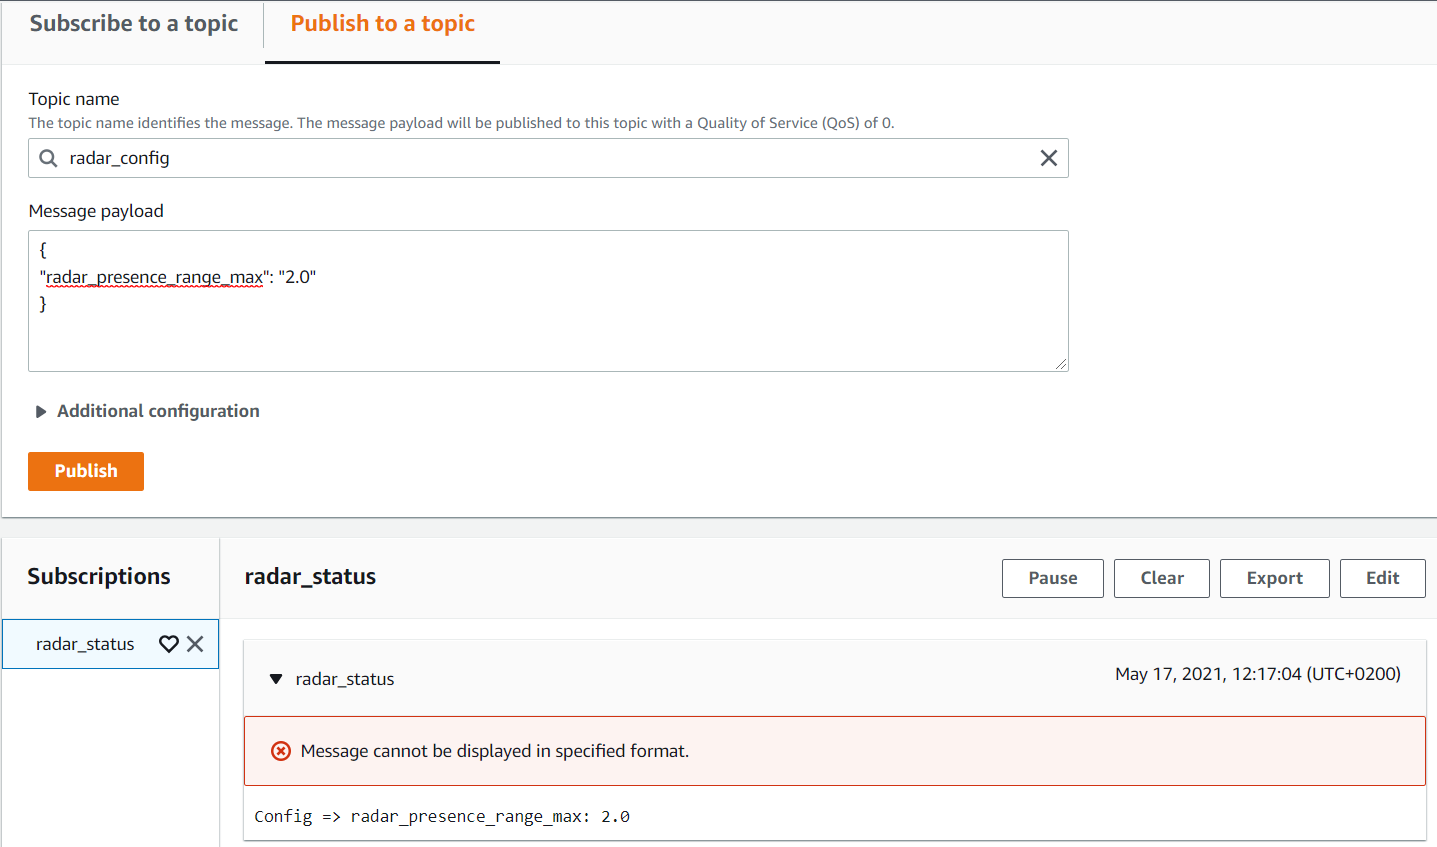 Subscribe to a topic
Publish to a topic
Topic name
The topic name identifies the message. The message payload will be published to this topic with a Quality of Service (QoS) of 0.
radar_config
Message payload
{
"radar_presence_range_max": "2.0"
}
Additional configuration
Publish
Subscriptions
radar_status
Pause
Clear
Export
Edit
radar_status
radar_status
May 17, 2021, 12:17:04 (UTC+0200)
Message cannot be displayed in specified format.
Config => radar_presence_range_max: 2.0